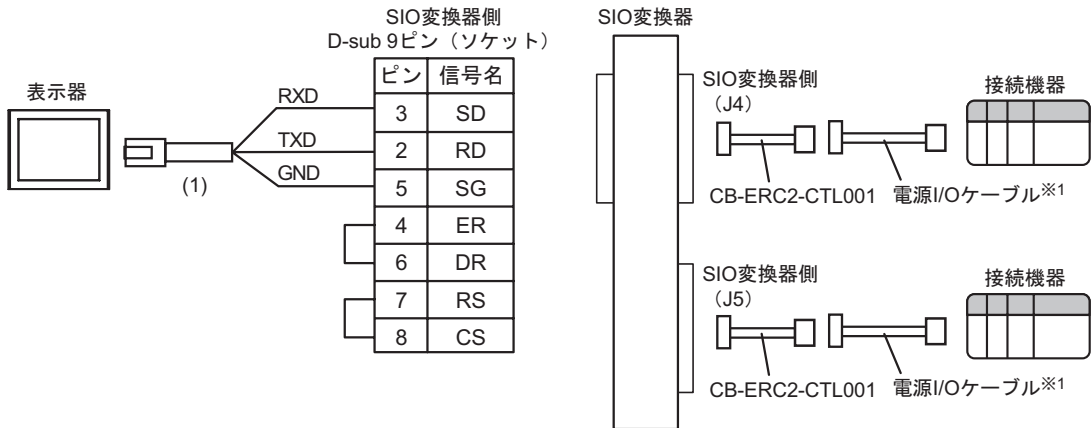 SIO変換器側
D-sub 9ピン（ソケット）
ピン 信号名
3 SD
2 RD
5 SG
4 ER
6 DR
7 RS
8 CS
表示器
(1)
RXD
TXD
GND
SIO変換器
SIO変換器側
（J4）
CB-ERC2-CTL001
電源I/Oケーブル※1
接続機器
SIO変換器側
（J5）
CB-ERC2-CTL001
電源I/Oケーブル※1
接続機器